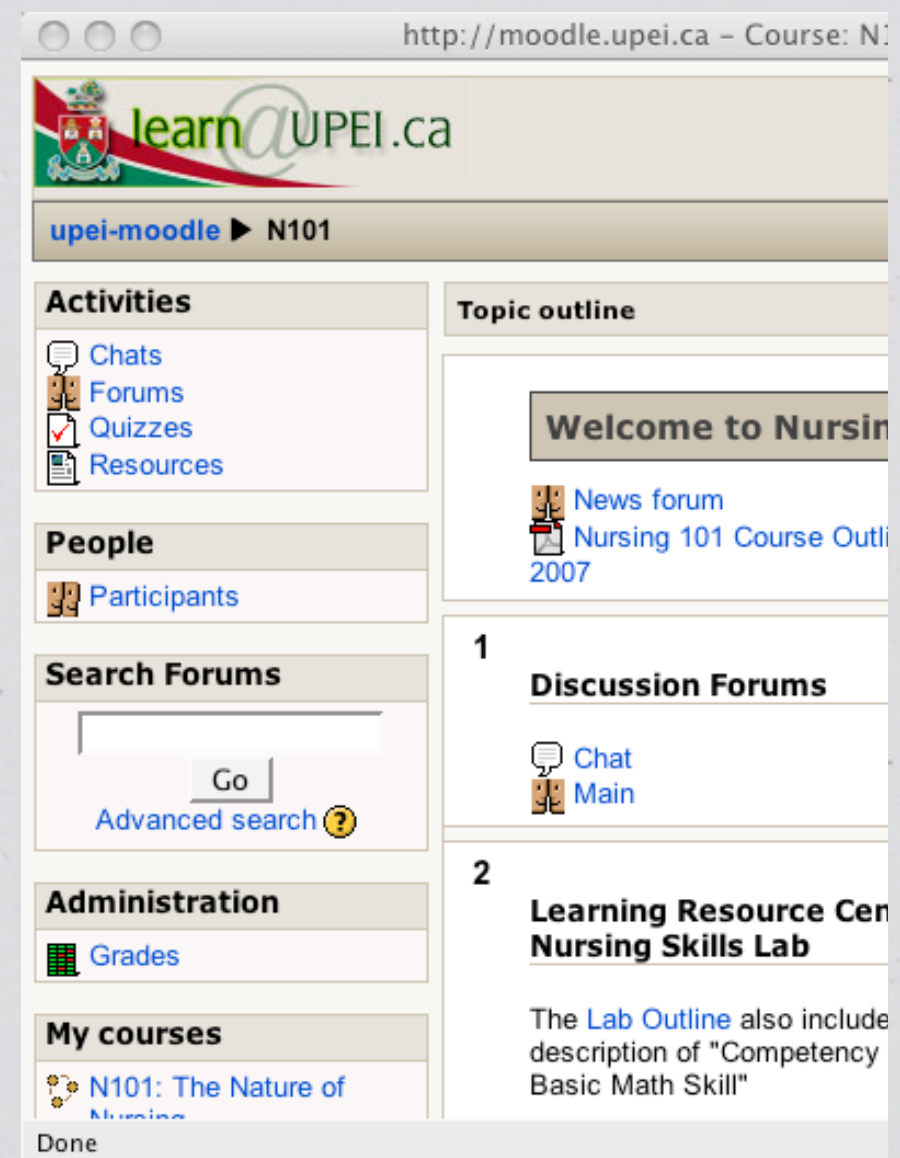 http://moodle.upei.ca – Course: N1
learn@UPEI.ca
upei-moodle ▶ N101
Activities
Chats
Forums
Quizzes
Resources
People
Participants
Search Forums
Go
Advanced search ?
Administration
Grades
My courses
N101: The Nature of
Nursing
Topic outline
Welcome to Nursin
News forum
Nursing 101 Course Outli
2007
1
Discussion Forums
Chat
Main
2
Learning Resource Cen
Nursing Skills Lab
The Lab Outline also include
description of "Competency
Basic Math Skill"
Done